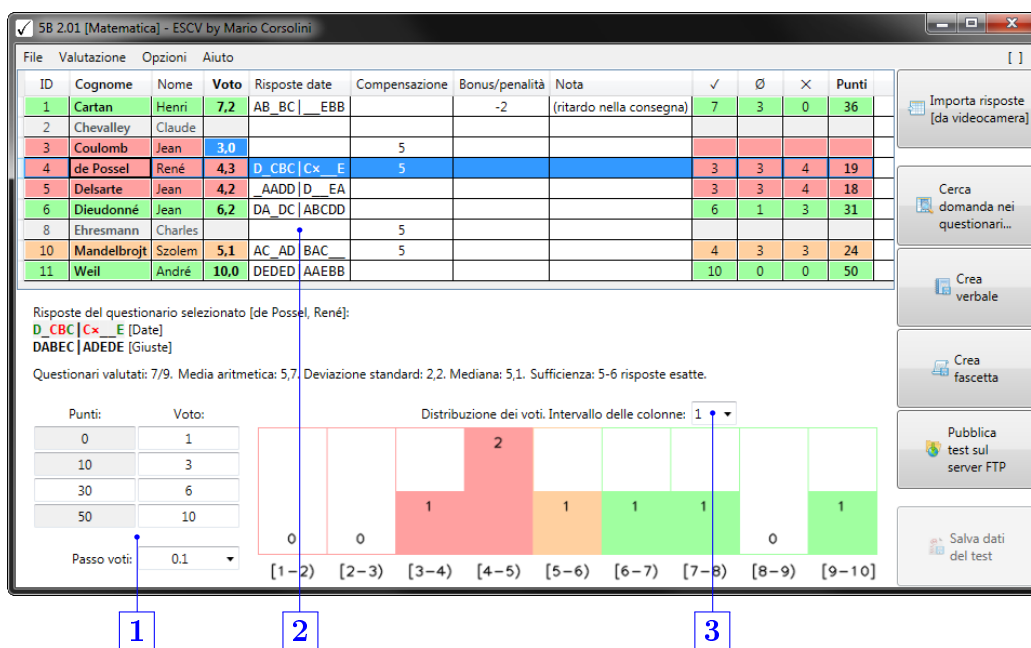 5B 2.01 [Matematica] - ESCV by Mario Corsolini
File Valutazione Opzioni Aiuto [ ]
ID Cognome Nome Voto Risposte date Compensazione Bonus/penalità Nota ✓ Ø × Punti
1 Cartan Henri 7,2 AB_BC|__EBB -2 (ritardo nella consegna) 7 3 0 36
2 Chevalley Claude
3 Coulomb Jean 3,0 5
4 de Possel René 4,3 D_CBC|C×__E 5 3 3 4 19
5 Delsarte Jean 4,2 _AADD|D__EA 3 3 4 18
6 Dieudonné Jean 6,2 DA_DC|ABCDD 6 1 3 31
8 Ehresmann Charles 5
10 Mandelbrojt Szolem 5,1 AC_AD|BAC__ 5 4 3 3 24
11 Weil André 10,0 DEDED|AAEBB 10 0 0 50
Importa risposte
[da videocamera]
Cerca
domanda nei
questionari...
Crea
verbale
Crea
fascetta
Pubblica
test sul
server FTP
Salva dati
del test
Risposte del questionario selezionato [de Possel, René]:
D_CBC|C×__E [Date]
DABEC|ADEDE [Giuste]
Questionari valutati: 7/9. Media aritmetica: 5,7. Deviazione standard: 2,2. Mediana: 5,1. Sufficienza: 5-6 risposte esatte.
Punti: Voto:
0 1
10 3
30 6
50 10
Passo voti: 0.1
Distribuzione dei voti. Intervallo delle colonne: 1
0 0 1 2 1 1 1 0 1
[1-2) [2-3) [3-4) [4-5) [5-6) [6-7) [7-8) [8-9) [9-10]
1 2 3